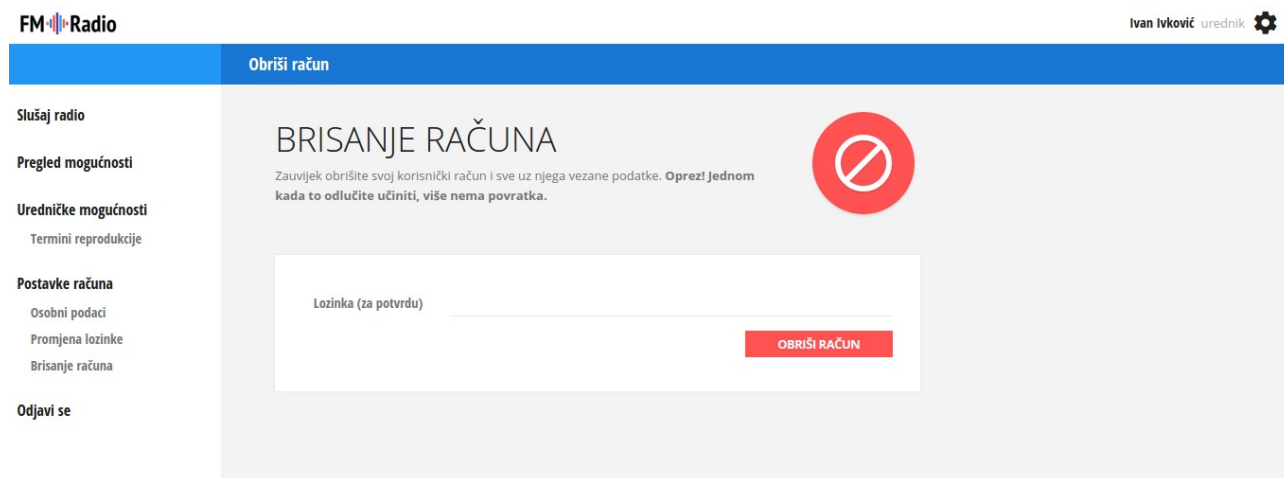 FM Radio
Ivan Ivković urednik
Obriši račun
Slušaj radio
Pregled mogućnosti
Uredničke mogućnosti
Termini reprodukcije
Postavke računa
Osobni podaci
Promjena lozinke
Brisanje računa
Odjavi se
BRISANJE RAČUNA
Zauvijek obrišite svoj korisnički račun i sve uz njega vezane podatke. Oprez! Jednom
kada to odlučite učiniti, više nema povratka.
Lozinka (za potvrdu)
OBRIŠI RAČUN